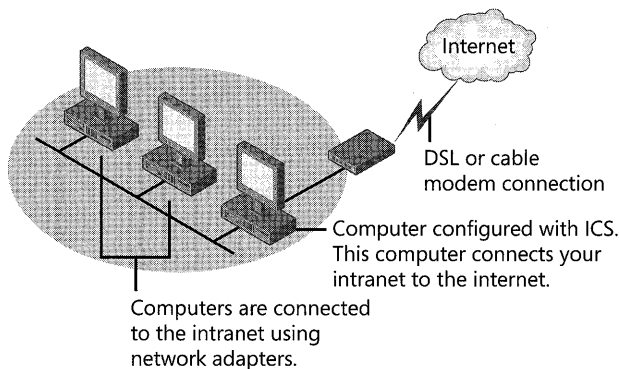 Internet
DSL or cable
modem connection
Computer configured with ICS.
This computer connects your
intranet to the internet.
Computers are connected
to the intranet using
network adapters.